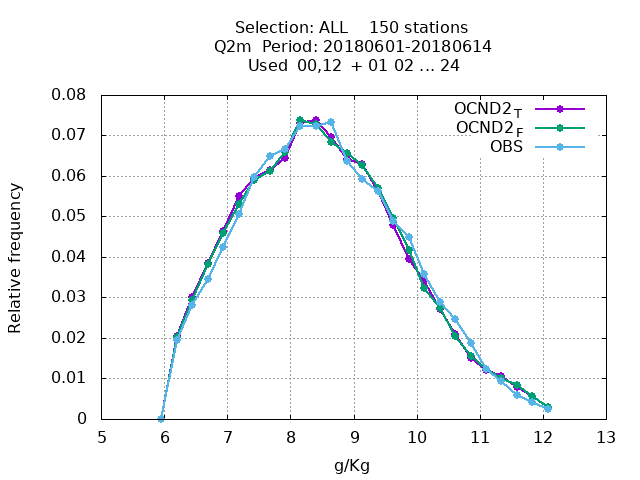 Selection: ALL    150 stations
Q2m  Period: 20180601-20180614
Used  00,12  + 01 02 ... 24
0.08
0.07
0.06
0.05
0.04
0.03
0.02
0.01
0
Relative frequency
OCND2_T
OCND2_F
OBS
5 6 7 8 9 10 11 12 13
g/Kg